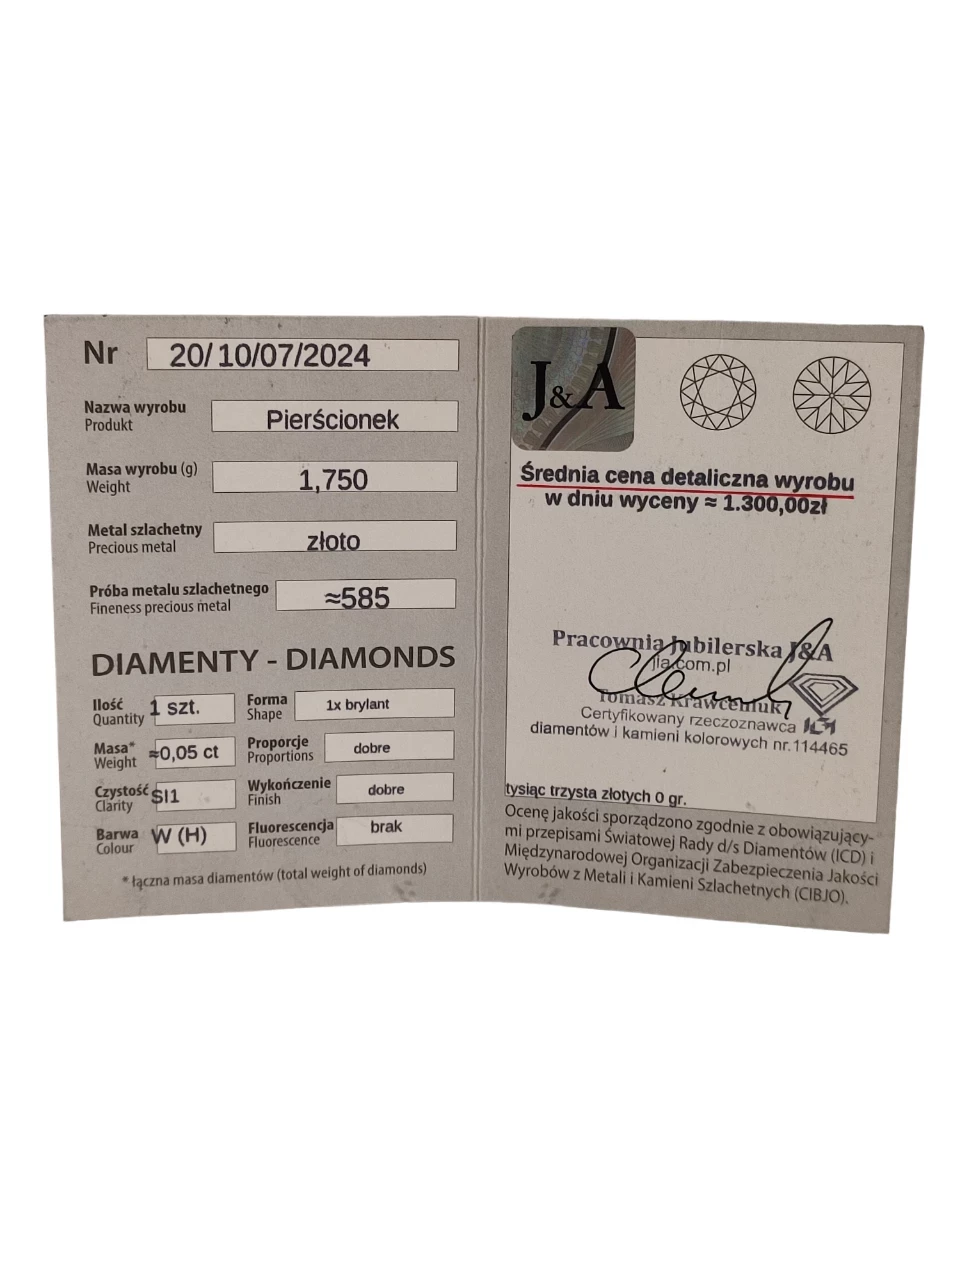 Nr 20/10/07/2024
Nazwa wyrobu
Produkt
Pierścionek
Masa wyrobu (g)
Weight
1,750
Metal szlachetny
Precious metal
złoto
Próba metalu szlachetnego
Fineness precious metal
≈585
DIAMENTY - DIAMONDS
Ilość
Quantity
1 szt.
Forma
Shape
1x brylant
Masa*
Weight
≈0,05 ct
Proporcje
Proportions
dobre
Czystość
Clarity
SI1
Wykończenie
Finish
dobre
Barwa
Colour
W (H)
Fluorescencja
Fluorescence
brak
* łączna masa diamentów (total weight of diamonds)
J&A
Średnia cena detaliczna wyrobu
w dniu wyceny ≈ 1.300,00zł
Pracownia Jubilerska J&A
jla.com.pl
Tomasz Krawceniuk
Certyfikowany rzeczoznawca
diamentów i kamieni kolorowych nr.114465
tysiąc trzysta złotych 0 gr.
Ocenę jakości sporządzono zgodnie z obowiązujący-
mi przepisami Światowej Rady d/s Diamentów (ICD) i
Międzynarodowej Organizacji Zabezpieczenia Jakości
Wyrobów z Metali i Kamieni Szlachetnych (CIBJO).